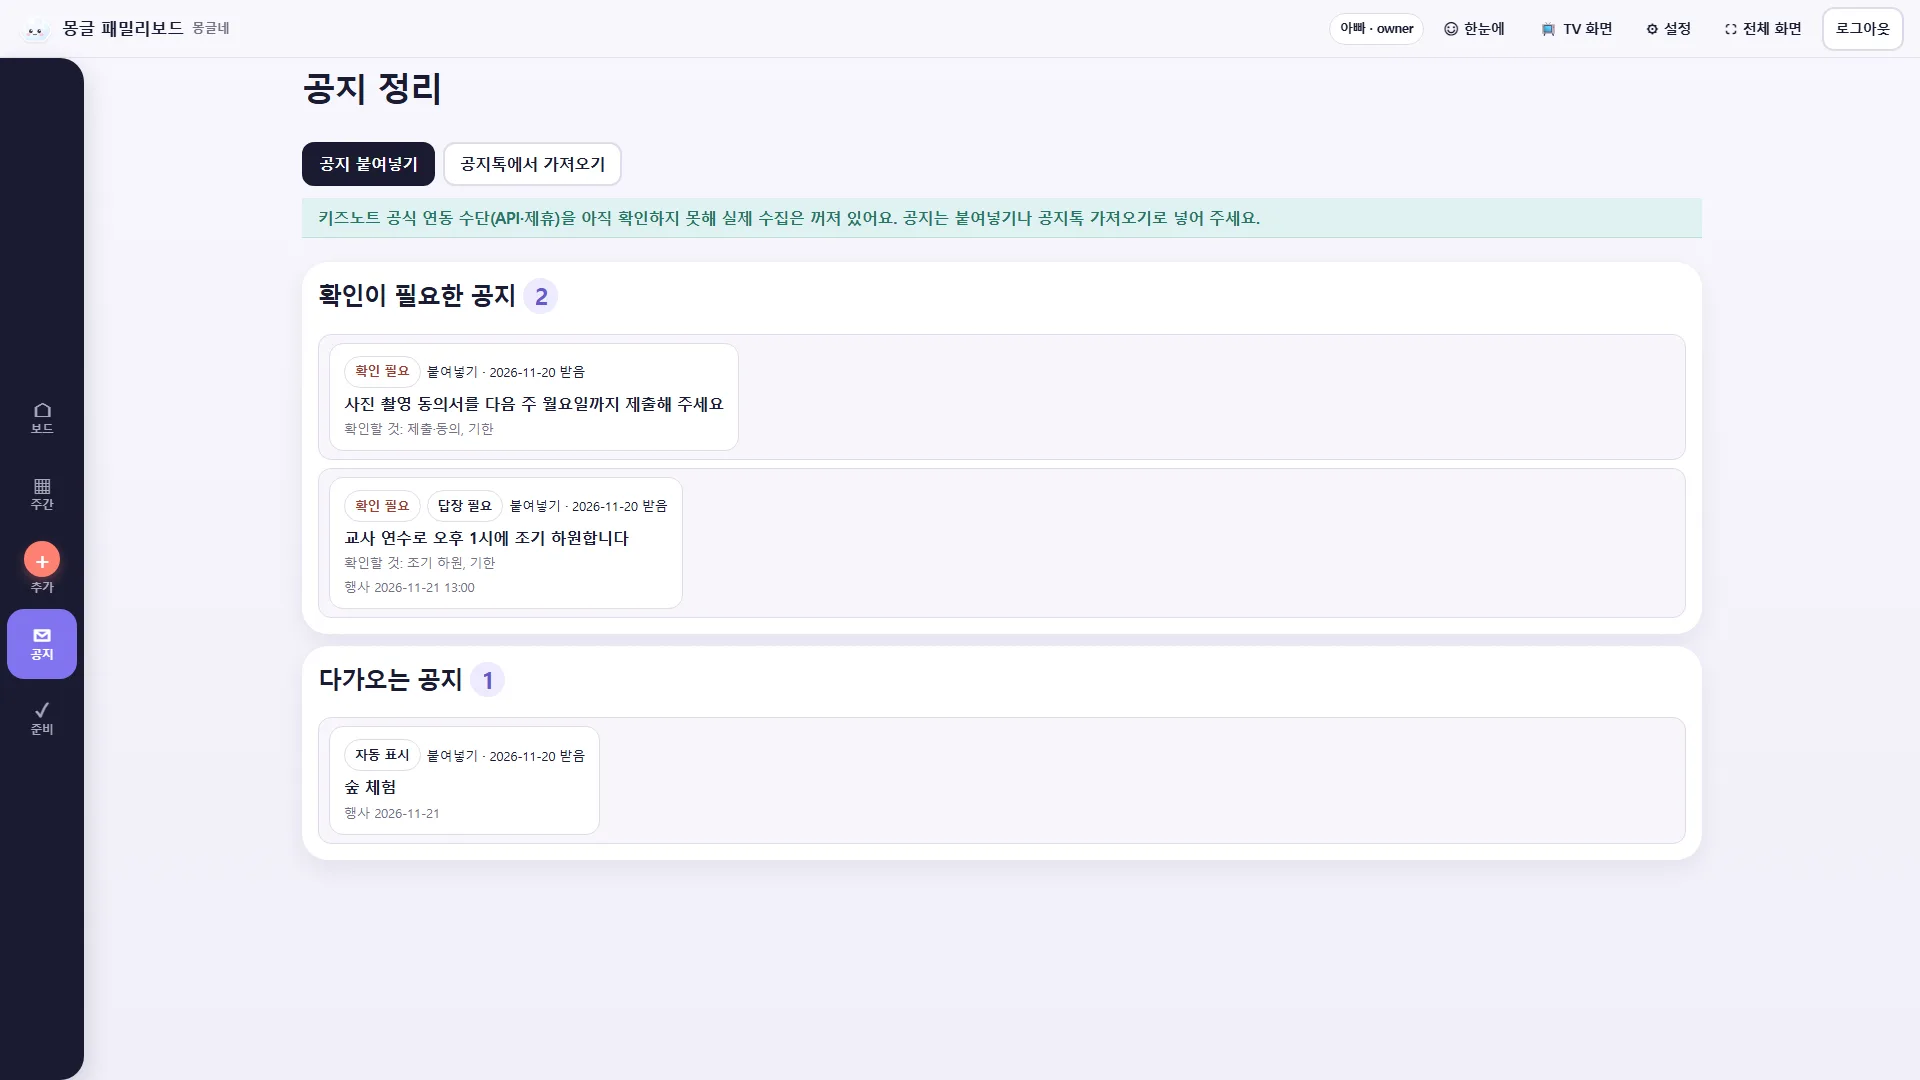 몽글 패밀리보드 몽글네
아빠 · owner
한눈에
TV 화면
설정
전체 화면
로그아웃
공지 정리
공지 붙여넣기
공지톡에서 가져오기
키즈노트 공식 연동 수단(API·제휴)을 아직 확인하지 못해 실제 수집은 꺼져 있어요. 공지는 붙여넣기나 공지톡 가져오기로 넣어 주세요.
확인이 필요한 공지 2
확인 필요 붙여넣기 · 2026-11-20 받음
사진 촬영 동의서를 다음 주 월요일까지 제출해 주세요
확인할 것: 제출·동의, 기한
확인 필요 답장 필요 붙여넣기 · 2026-11-20 받음
교사 연수로 오후 1시에 조기 하원합니다
확인할 것: 조기 하원, 기한
행사 2026-11-21 13:00
다가오는 공지 1
자동 표시 붙여넣기 · 2026-11-20 받음
숲 체험
행사 2026-11-21
보드
주간
추가
공지
준비